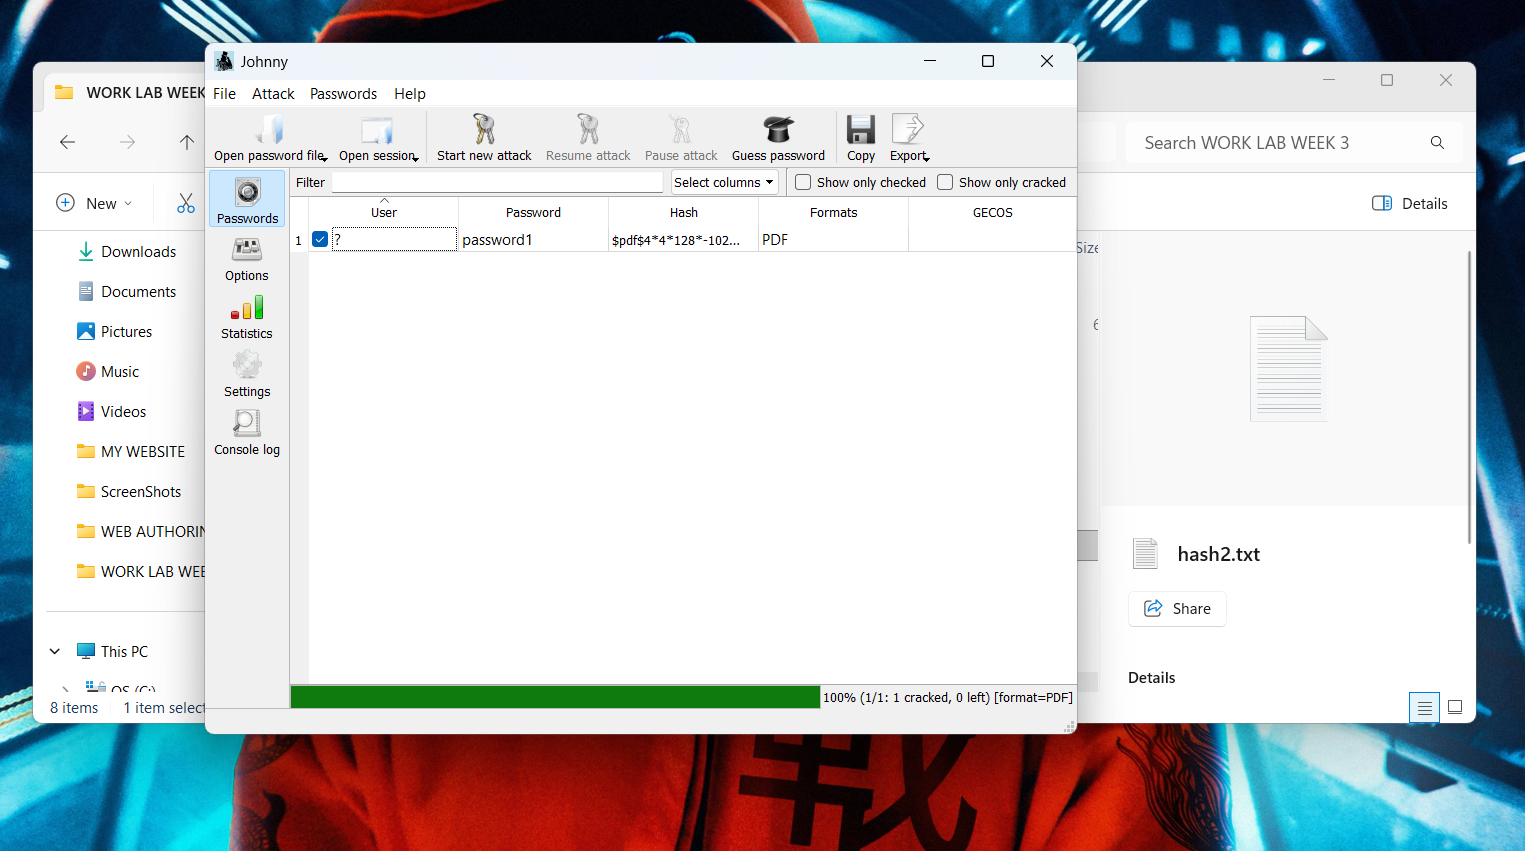 Johnny
File Attack Passwords Help
Open password file Open session Start new attack Resume attack Pause attack Guess password Copy Export
Filter Select columns Show only checked Show only cracked
User Password Hash Formats GECOS
1 ? password1 $pdf$4*4*128*-102... PDF
Passwords
Options
Statistics
Settings
Console log
100% (1/1: 1 cracked, 0 left) [format=PDF]
WORK LAB WEEK
New
Downloads
Documents
Pictures
Music
Videos
MY WEBSITE
ScreenShots
WEB AUTHORIN
WORK LAB WEE
This PC
OS (C:)
8 items 1 item select
Search WORK LAB WEEK 3
Details
Size
6
hash2.txt
Share
Details
載